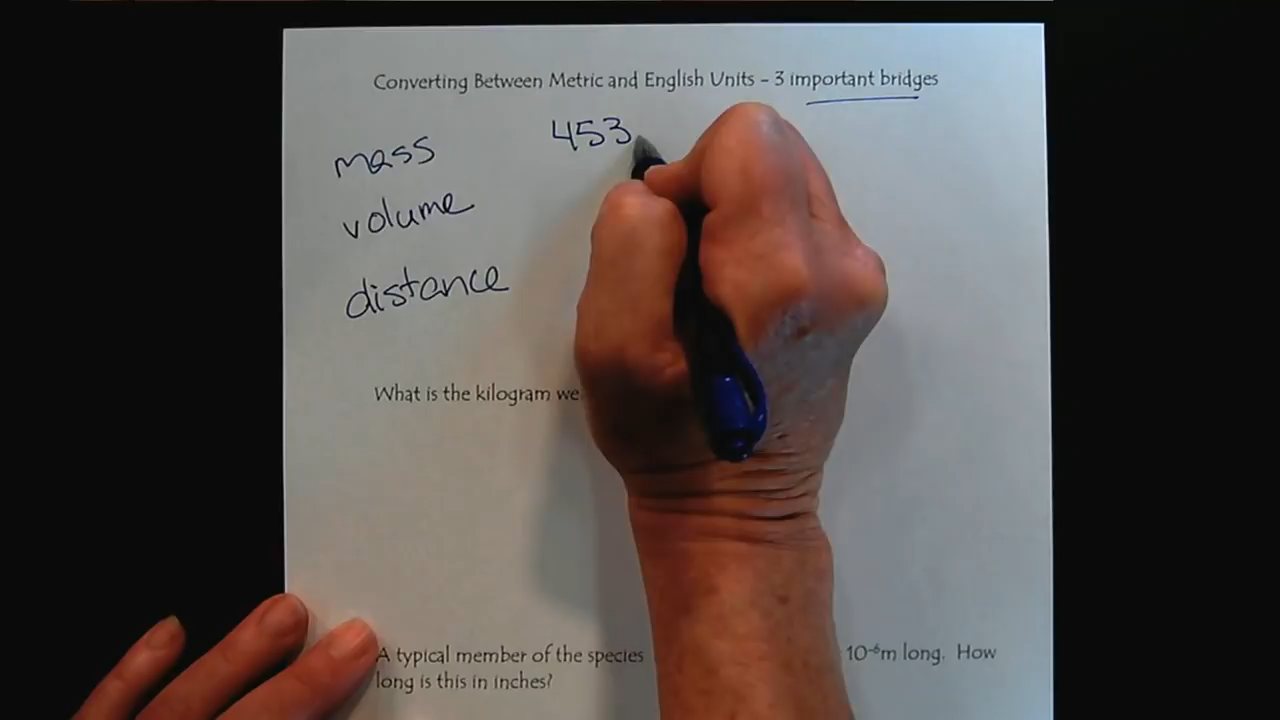 Converting Between Metric and English Units – 3 important bridges
mass 453
volume
distance
What is the kilogram we
A typical member of the species 10⁻⁶m long. How
long is this in inches?